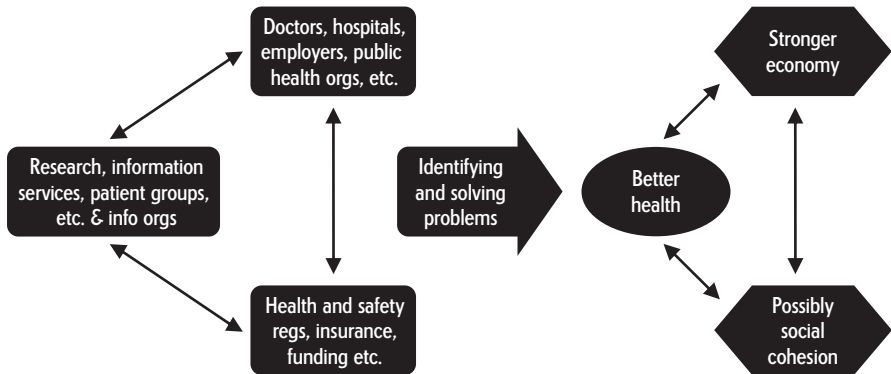 Doctors, hospitals,
employers, public
health orgs, etc.
Stronger
economy
Research, information
services, patient groups,
etc. & info orgs
Identifying
and solving
problems
Better
health
Health and safety
regs, insurance,
funding etc.
Possibly
social
cohesion